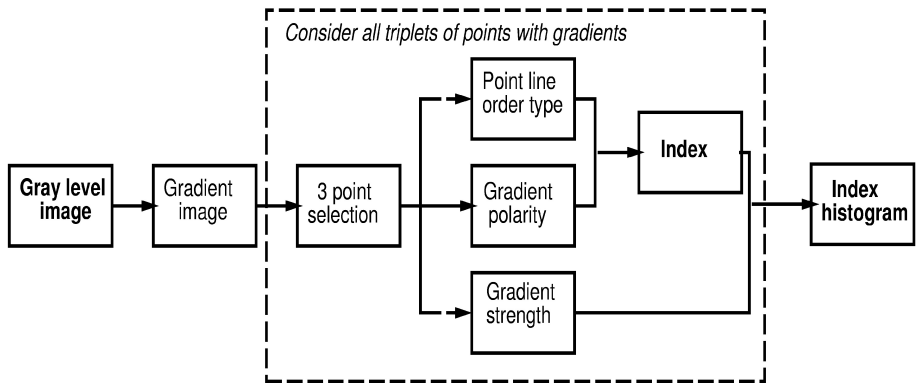 Consider all triplets of points with gradients
Gray level
image
Gradient
image
3 point
selection
Point line
order type
Gradient
polarity
Gradient
strength
Index
Index
histogram